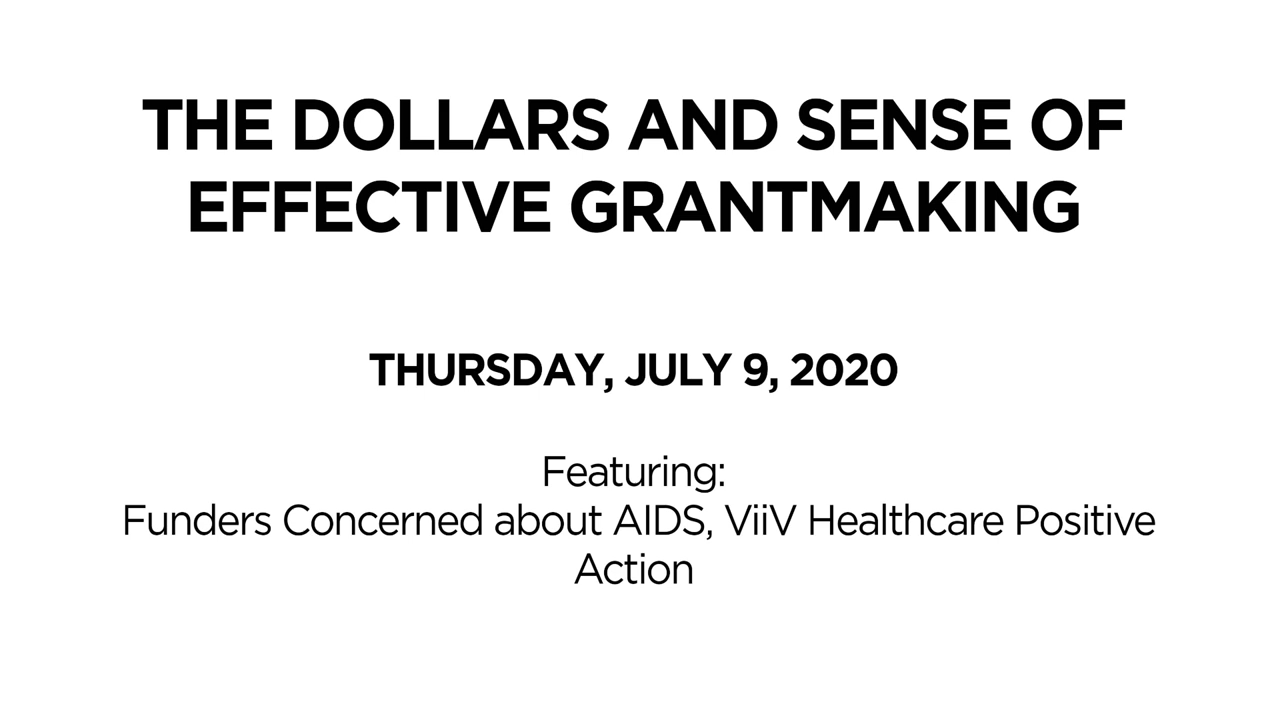 THE DOLLARS AND SENSE OF
EFFECTIVE GRANTMAKING
THURSDAY, JULY 9, 2020
Featuring:
Funders Concerned about AIDS, ViiV Healthcare Positive
Action